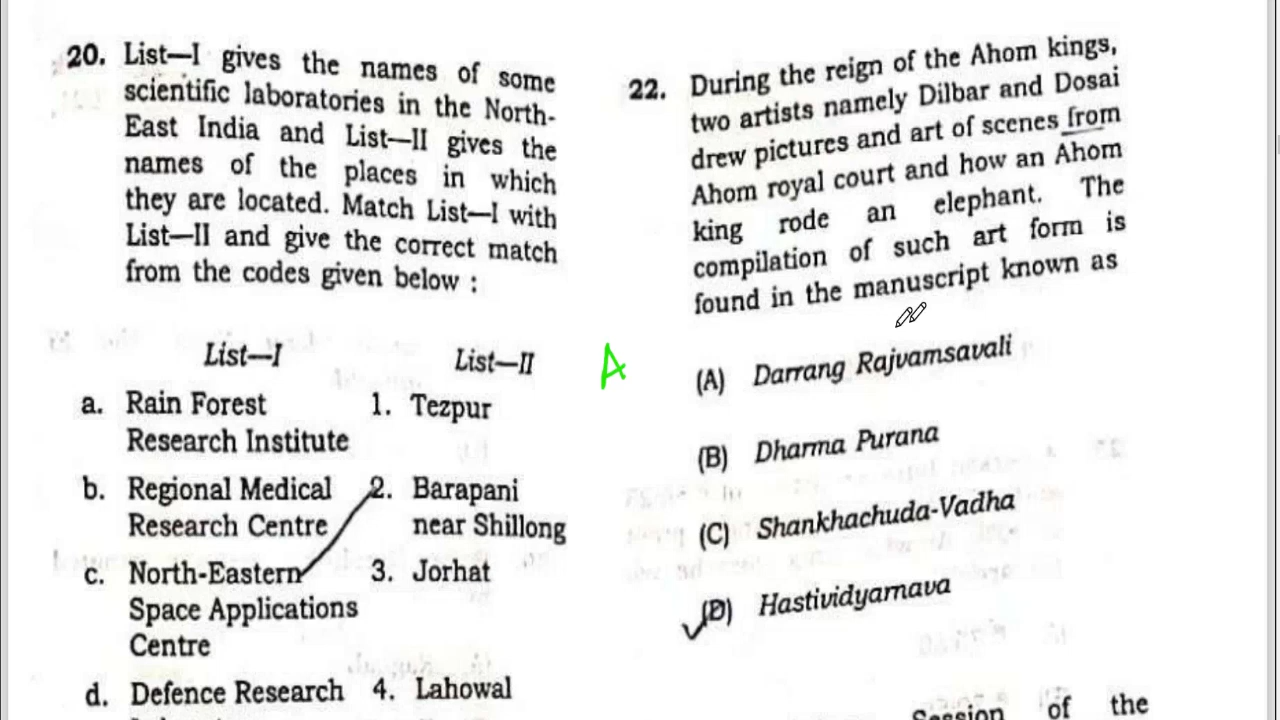 20. List—I gives the names of some
scientific laboratories in the North-
East India and List—II gives the
names of the places in which
they are located. Match List—I with
List—II and give the correct match
from the codes given below :
List—I List—II
a. Rain Forest 1. Tezpur
Research Institute
b. Regional Medical 2. Barapani
Research Centre near Shillong
c. North-Eastern 3. Jorhat
Space Applications
Centre
d. Defence Research 4. Lahowal
A
22. During the reign of the Ahom kings,
two artists namely Dilbar and Dosai
drew pictures and art of scenes from
Ahom royal court and how an Ahom
king rode an elephant. The
compilation of such art form is
found in the manuscript known as
(A) Darrang Rajvamsavali
(B) Dharma Purana
(C) Shankhachuda-Vadha
(D) Hastividyarnava
Session of the